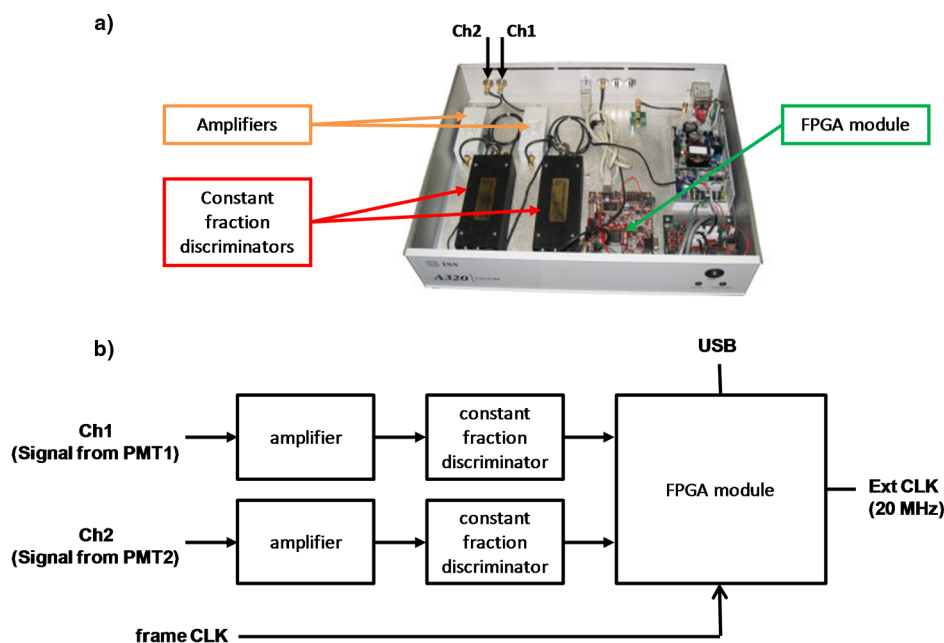 a)
Ch2 Ch1
Amplifiers
FPGA module
Constant
fraction
discriminators
ISS
A320
b)
USB
Ch1
(Signal from PMT1)
amplifier
constant
fraction
discriminator
FPGA module
Ext CLK
(20 MHz)
Ch2
(Signal from PMT2)
amplifier
constant
fraction
discriminator
frame CLK